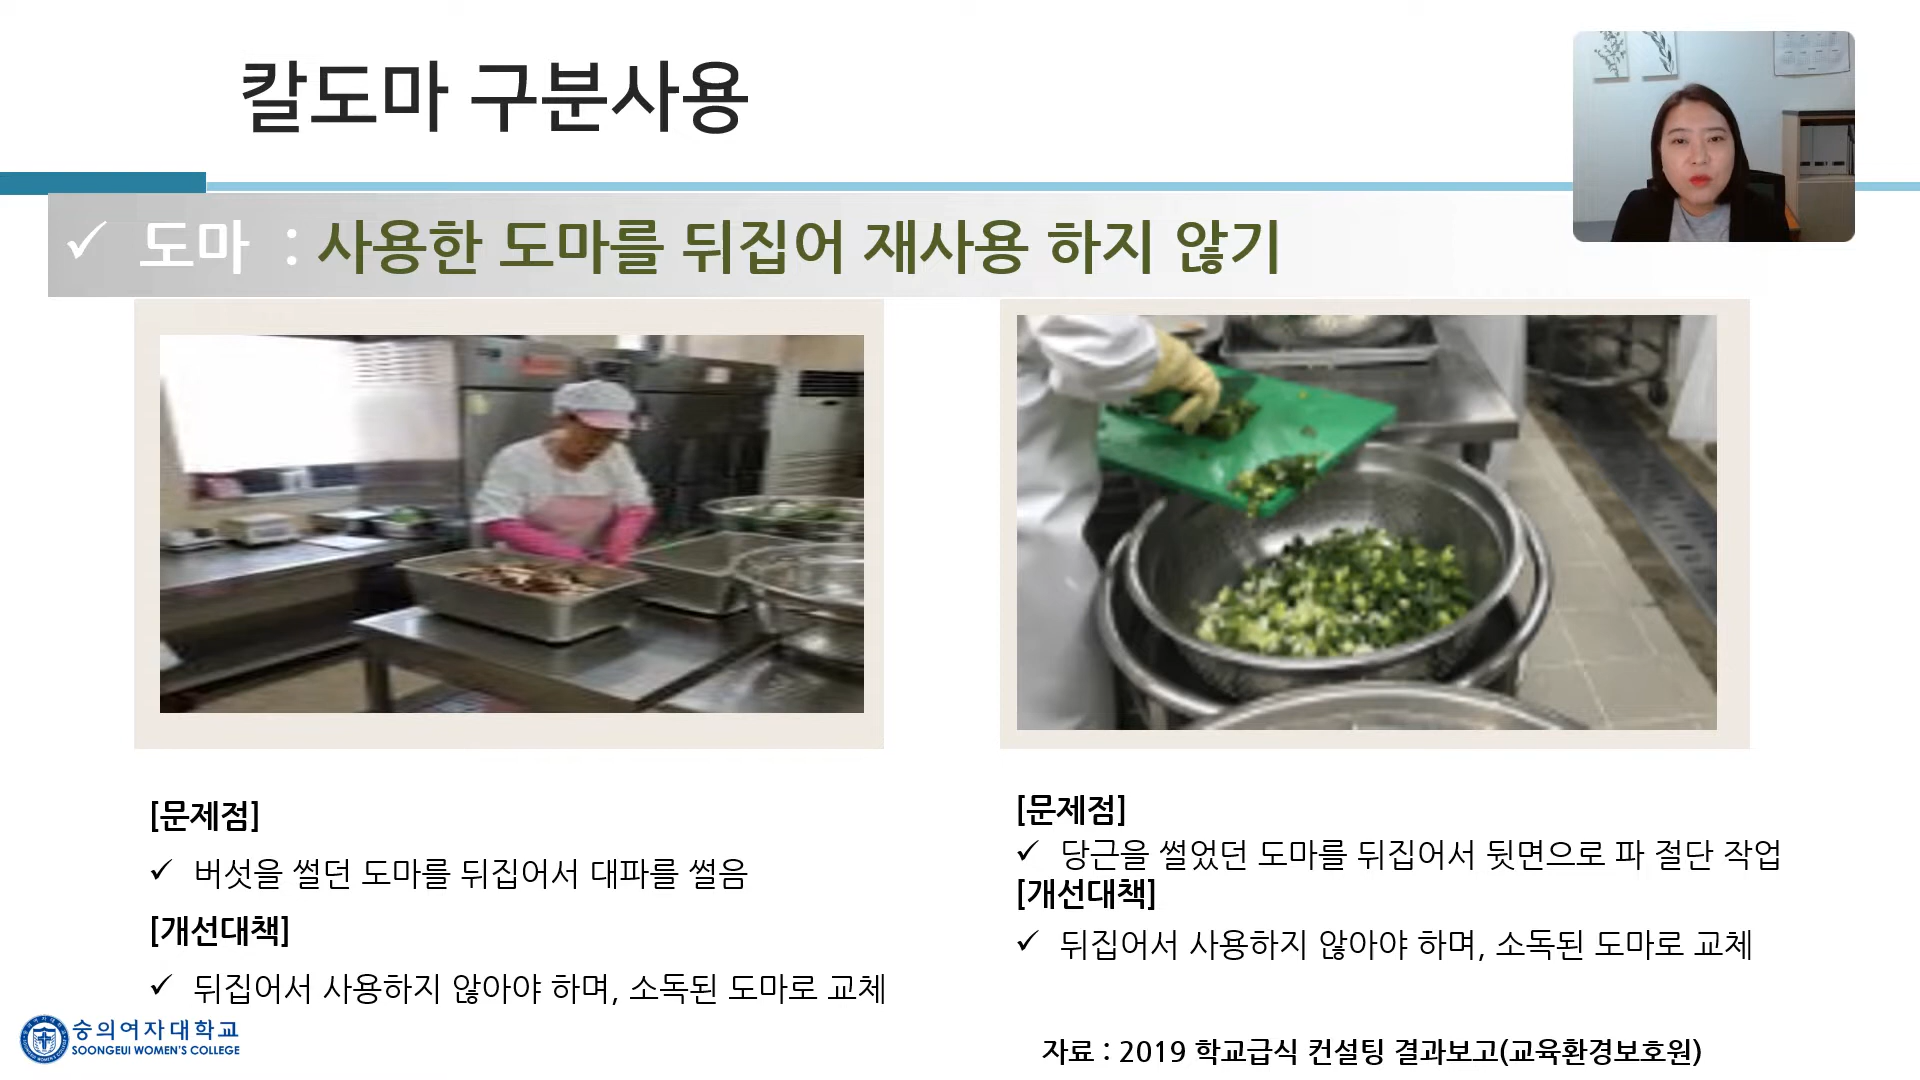 칼도마 구분사용
✓ 도마 : 사용한 도마를 뒤집어 재사용 하지 않기
[문제점]
✓ 버섯을 썰던 도마를 뒤집어서 대파를 썰음
[개선대책]
✓ 뒤집어서 사용하지 않아야 하며, 소독된 도마로 교체
[문제점]
✓ 당근을 썰었던 도마를 뒤집어서 뒷면으로 파 절단 작업
[개선대책]
✓ 뒤집어서 사용하지 않아야 하며, 소독된 도마로 교체
숭의여자대학교
SOONGEUI WOMEN'S COLLEGE
자료 : 2019 학교급식 컨설팅 결과보고(교육환경보호원)